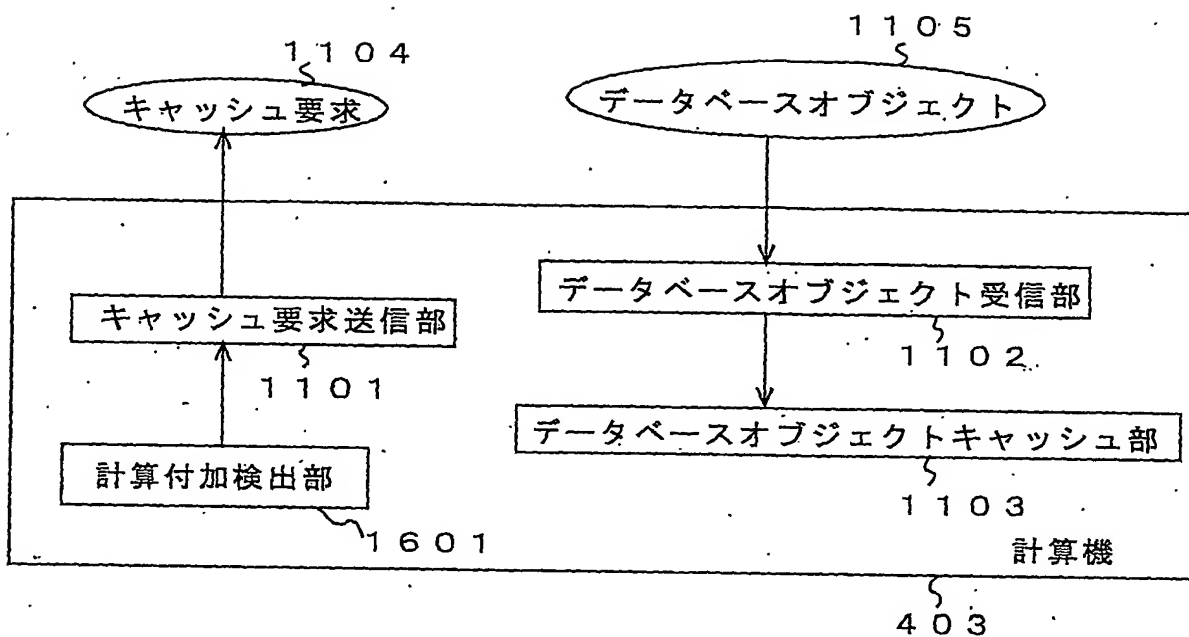 1104
1105
キャッシュ要求
データベースオブジェクト
キャッシュ要求送信部
データベースオブジェクト受信部
1101
1102
計算付加検出部
データベースオブジェクトキャッシュ部
1601
1103
計算機
403